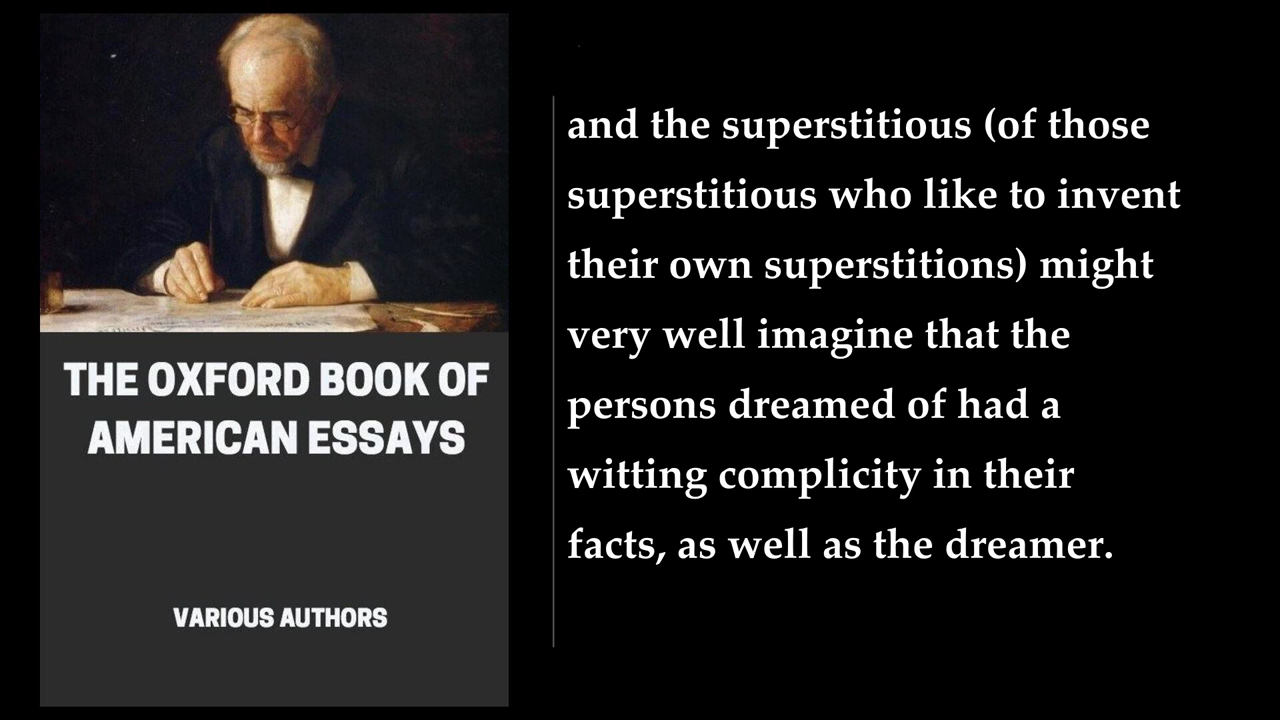 THE OXFORD BOOK OF
AMERICAN ESSAYS
VARIOUS AUTHORS
and the superstitious (of those
superstitious who like to invent
their own superstitions) might
very well imagine that the
persons dreamed of had a
witting complicity in their
facts, as well as the dreamer.